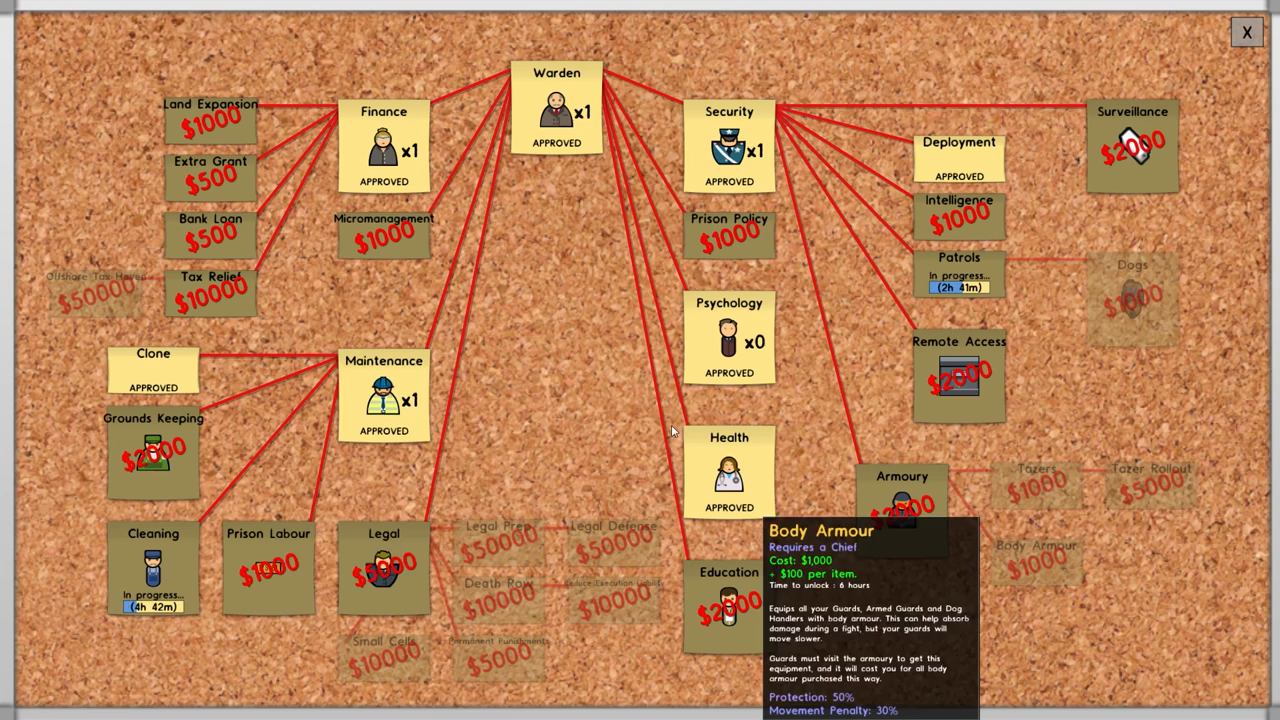 X
Warden
x1
APPROVED
Land Expansion
$1000
Finance
x1
APPROVED
Security
x1
APPROVED
Surveillance
$2000
Deployment
APPROVED
Extra Grant
$500
Intelligence
$1000
Bank Loan
$500
Micromanagement
$1000
Prison Policy
$1000
Patrols
In progress...
(2h 41m)
Dogs
$1000
Offshore Tax Haven
$50000
Tax Relief
$10000
Psychology
x0
APPROVED
Remote Access
$2000
Clone
APPROVED
Maintenance
x1
APPROVED
Grounds Keeping
$2000
Health
APPROVED
Armoury
$2000
Tazers
$1000
Tazer Rollout
$5000
Cleaning
In progress...
(4h 42m)
Prison Labour
$1000
Legal
$5000
Legal Prep
$50000
Legal Defense
$50000
Death Row
$10000
Reduce Execution Liability
$10000
Small Cells
$10000
Permanent Punishments
$5000
Education
$2000
Body Armour
$1000
Body Armour
Requires a Chief
Cost: $1,000
+ $100 per item.
Time to unlock : 6 hours
Equips all your Guards, Armed Guards and Dog
Handlers with body armour. This can help absorb
damage during a fight, but your guards will
move slower.
Guards must visit the armoury to get this
equipment, and it will cost you for all body
armour purchased this way.
Protection: 50%
Movement Penalty: 30%